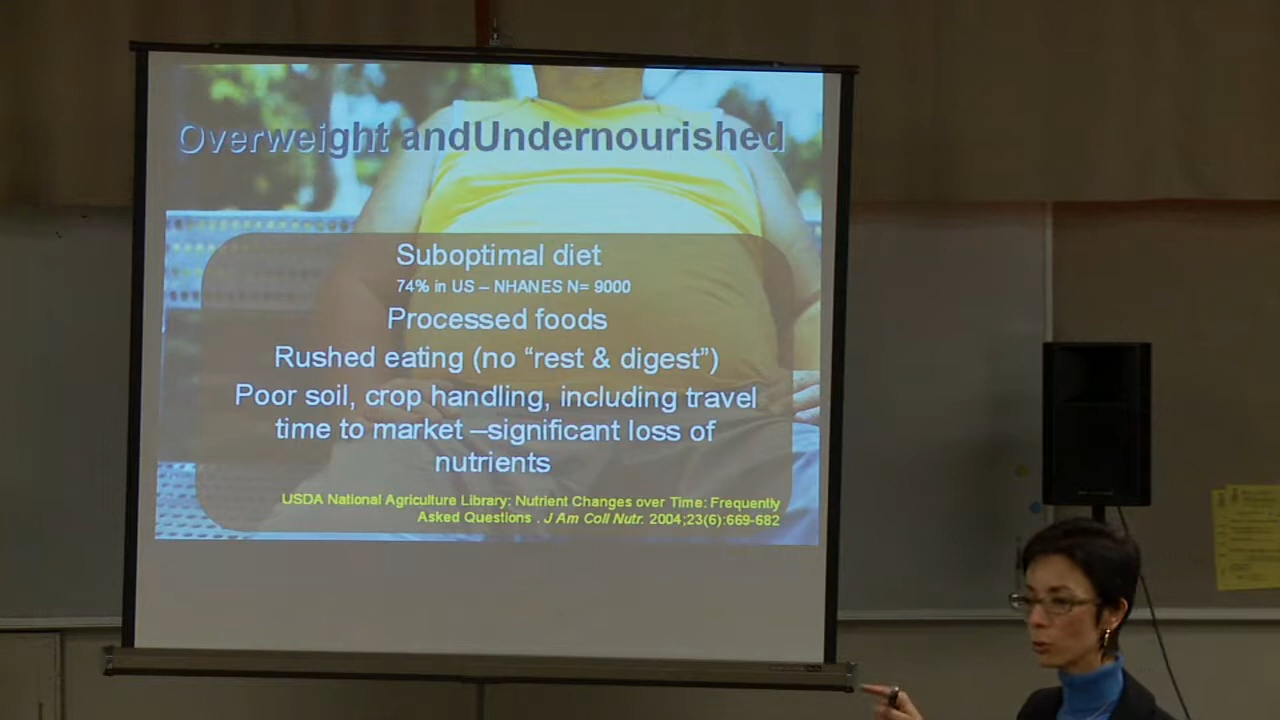 Overweight andUndernourished
Suboptimal diet
74% in US – NHANES N= 9000
Processed foods
Rushed eating (no “rest & digest”)
Poor soil, crop handling, including travel
time to market –significant loss of
nutrients
USDA National Agriculture Library: Nutrient Changes over Time: Frequently
Asked Questions . J Am Coll Nutr. 2004;23(6):669-682